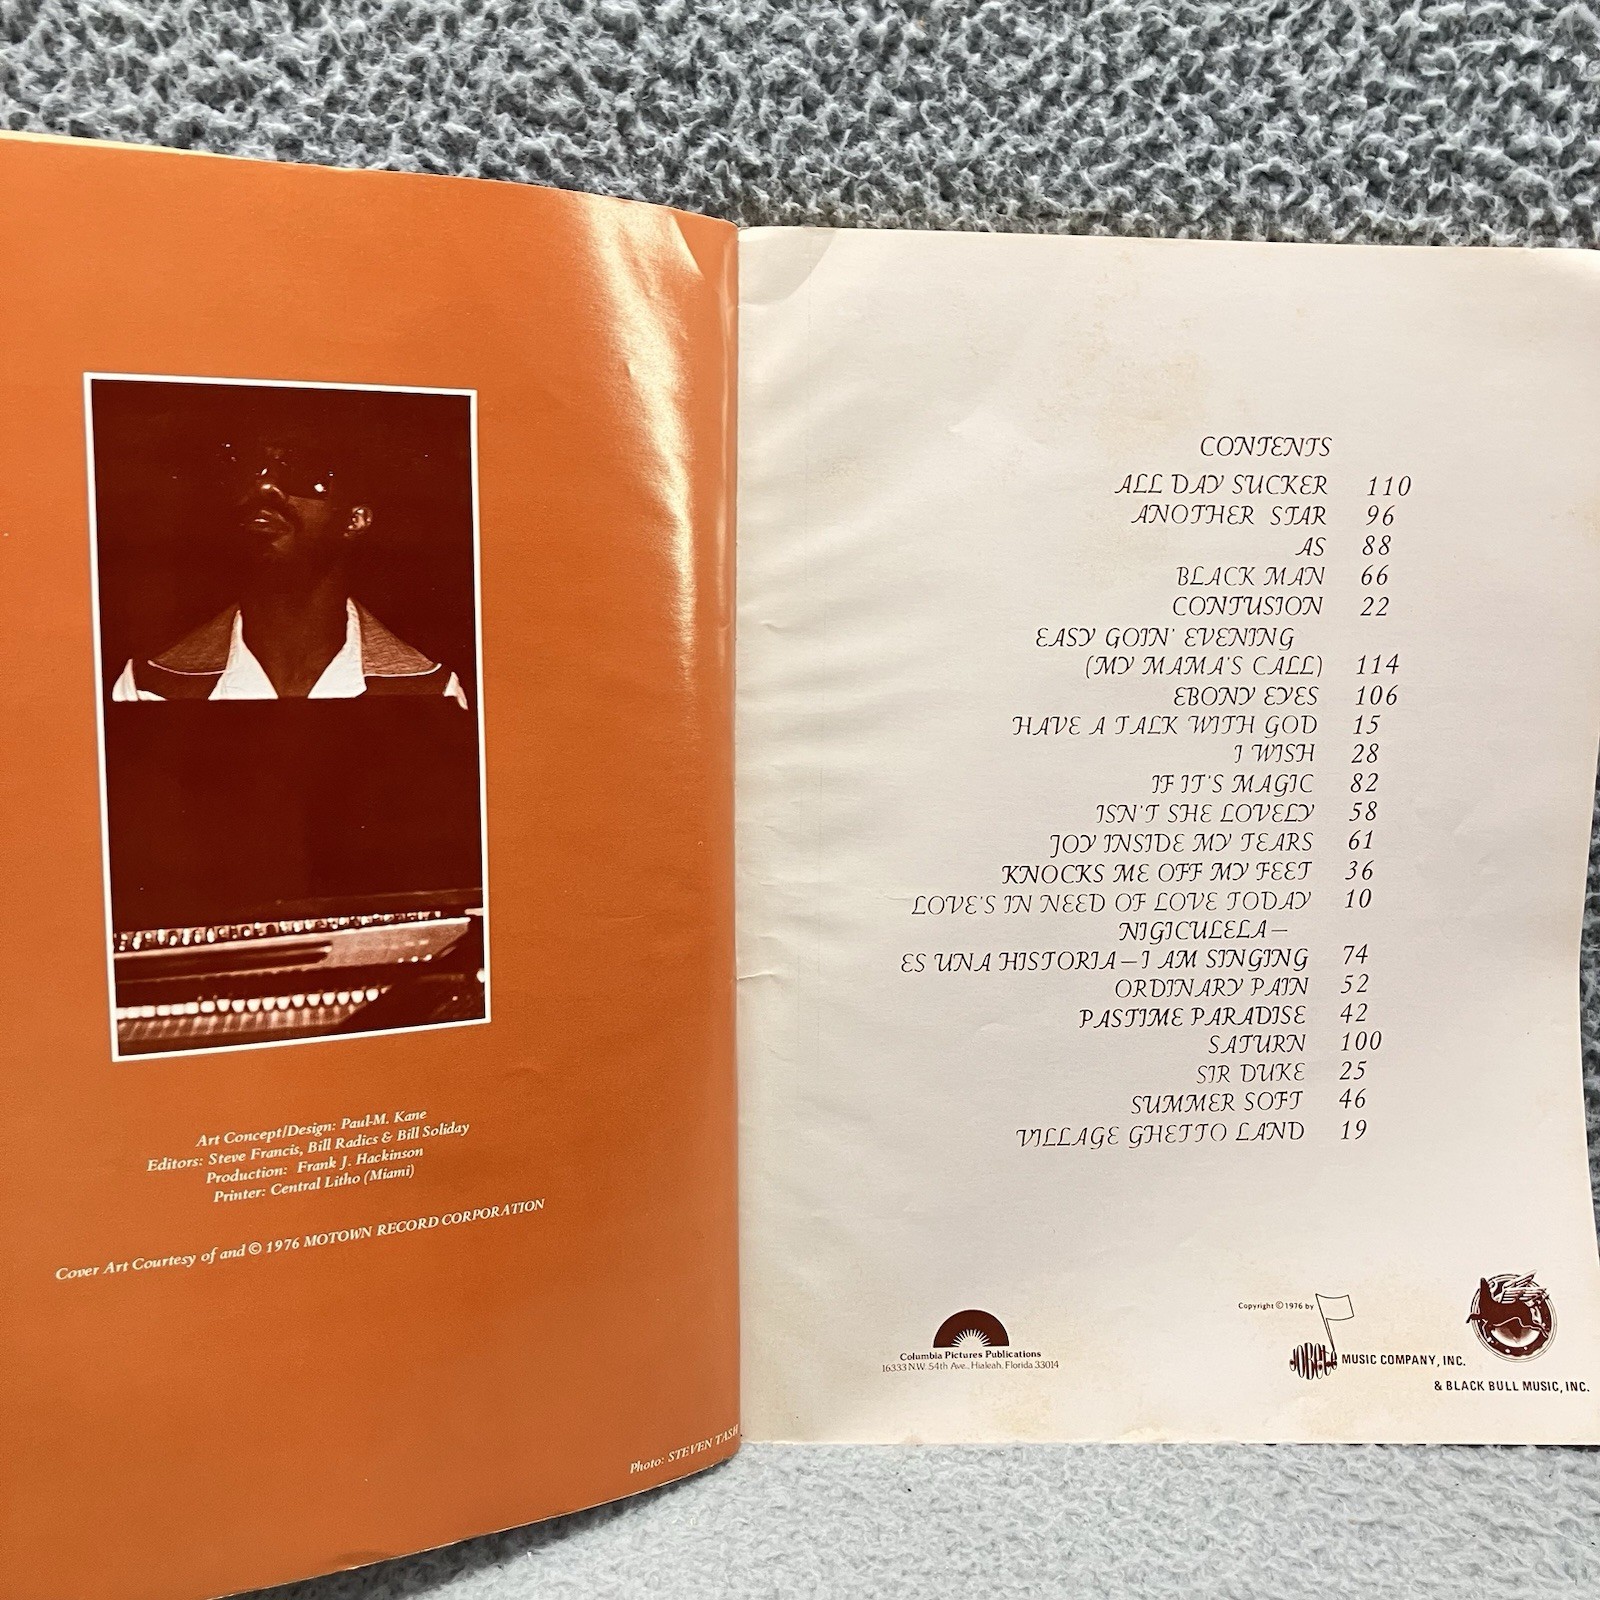 Art Concept/Design: Paul-M. Kane
Editors: Steve Francis, Bill Radics & Bill Soliday
Production: Frank J. Hackinson
Printer: Central Litho (Miami)
Cover Art Courtesy of and © 1976 MOTOWN RECORD CORPORATION
Photo: STEVEN TASH
CONTENTS
ALL DAY SUCKER 110
ANOTHER STAR 96
AS 88
BLACK MAN 66
CONTUSION 22
EASY GOIN' EVENING
(MY MAMA'S CALL) 114
EBONY EYES 106
HAVE A TALK WITH GOD 15
I WISH 28
IF IT'S MAGIC 82
ISN'T SHE LOVELY 58
JOY INSIDE MY TEARS 61
KNOCKS ME OFF MY FEET 36
LOVE'S IN NEED OF LOVE TODAY 10
NIGICULELA—
ES UNA HISTORIA—I AM SINGING 74
ORDINARY PAIN 52
PASTIME PARADISE 42
SATURN 100
SIR DUKE 25
SUMMER SOFT 46
VILLAGE GHETTO LAND 19
Columbia Pictures Publications
16333 N.W. 54th Ave., Hialeah, Florida 33014
Copyright © 1976 by
JOBETE MUSIC COMPANY, INC.
& BLACK BULL MUSIC, INC.